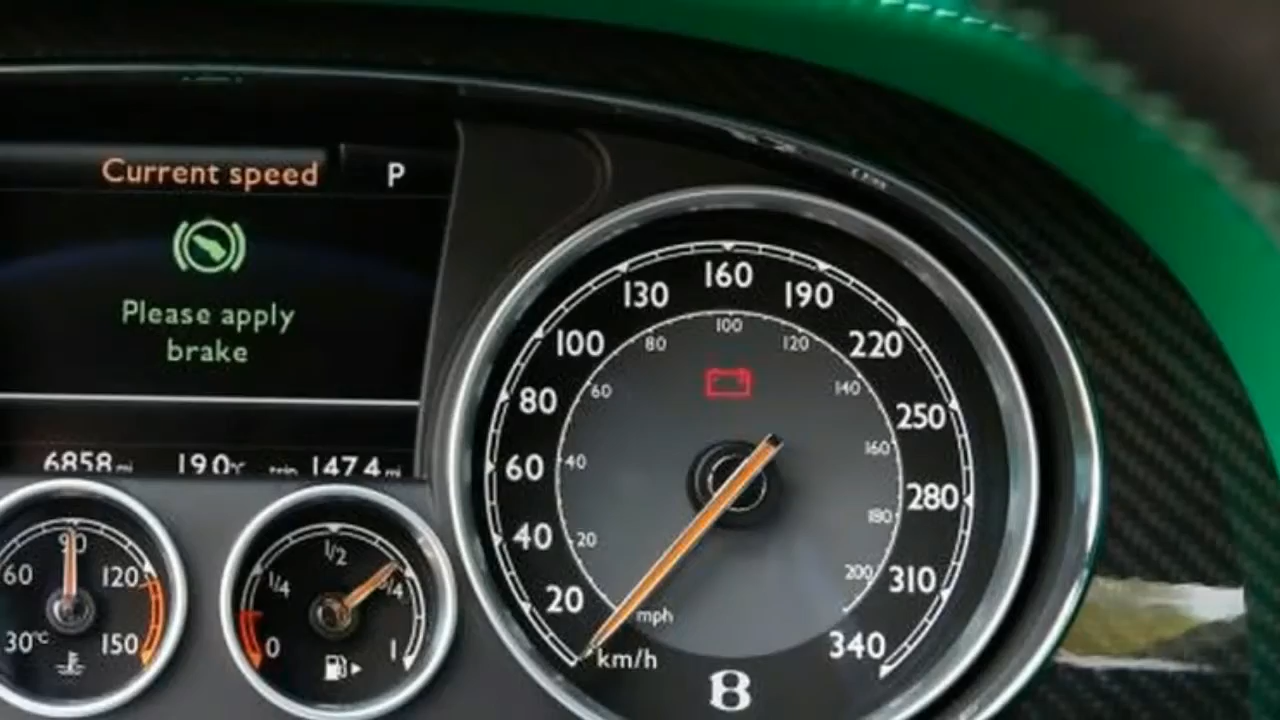 Current speed
P
Please apply
brake
6858 mi
19.0°C
trip 1474 mi
60
90
120
30°C
150
0
1/4
1/2
3/4
1
20
40
60
80
100
130
160
190
220
250
280
310
340
km/h
20
40
60
80
100
120
140
160
180
200
mph
B